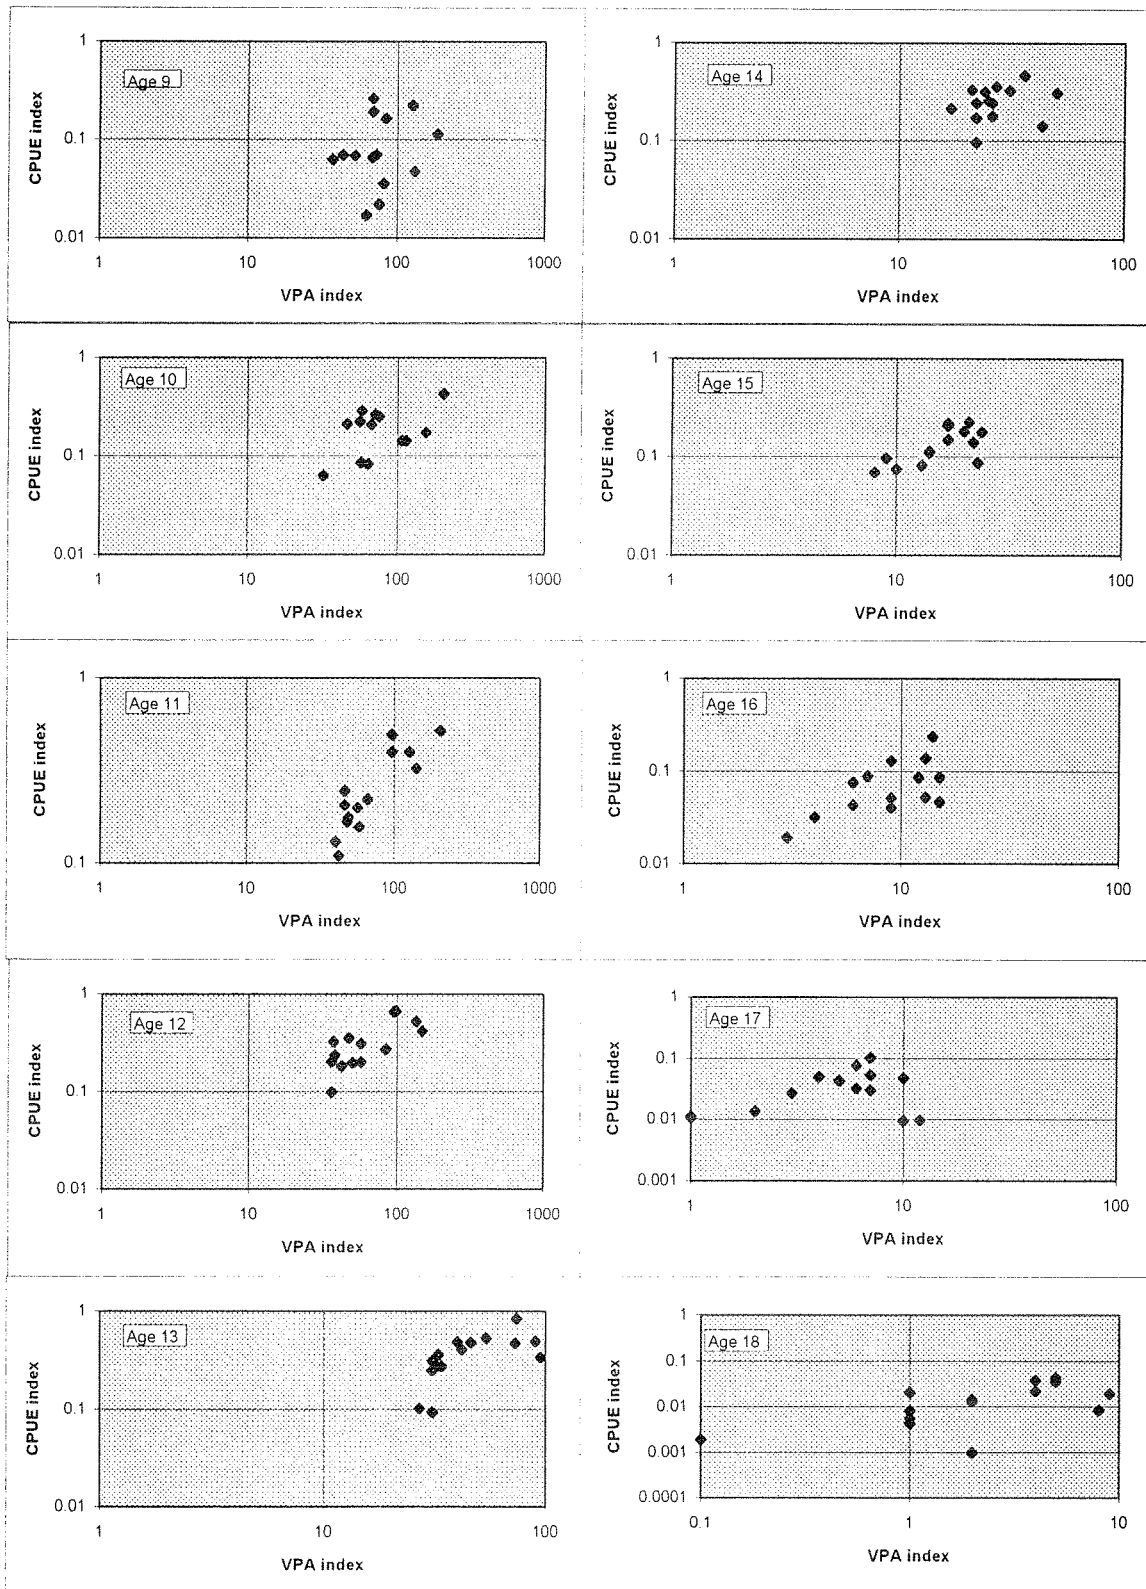 Age 9
CPUE index
1
0.1
0.01
1 10 100 1000
VPA index
Age 14
CPUE index
1
0.1
0.01
1 10 100
VPA index
Age 10
CPUE index
1
0.1
0.01
1 10 100 1000
VPA index
Age 15
CPUE index
1
0.1
0.01
1 10 100
VPA index
Age 11
CPUE index
1
0.1
1 10 100 1000
VPA index
Age 16
CPUE index
1
0.1
0.01
1 10 100
VPA index
Age 12
CPUE index
1
0.1
0.01
1 10 100 1000
VPA index
Age 17
CPUE index
1
0.1
0.01
0.001
1 10 100
VPA index
Age 13
CPUE index
1
0.1
0.01
1 10 100
VPA index
Age 18
CPUE index
1
0.1
0.01
0.001
0.0001
0.1 1 10
VPA index